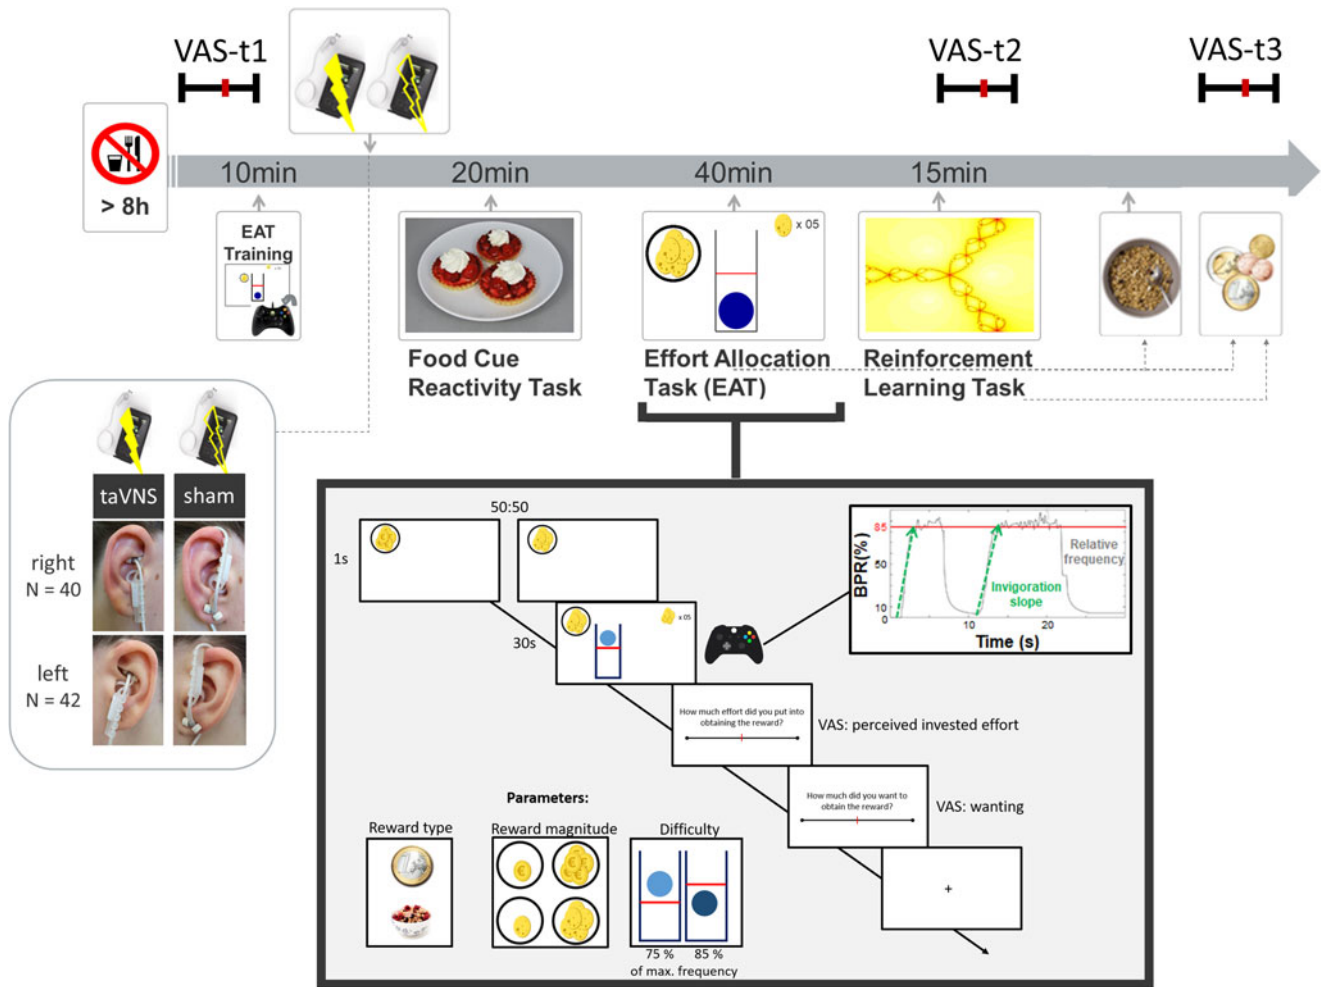 VAS-t1
VAS-t2
VAS-t3
> 8h
10min
20min
40min
15min
EAT
Training
x 05
Food Cue
Reactivity Task
Effort Allocation
Task (EAT)
Reinforcement
Learning Task
taVNS
sham
right
N = 40
left
N = 42
50:50
1s
30s
x 05
85
50
10
0
BPR(%)
Relative
frequency
Invigoration
slope
10
20
Time (s)
How much effort did you put into
obtaining the reward?
VAS: perceived invested effort
How much did you want to
obtain the reward?
VAS: wanting
+
Parameters:
Reward type
Reward magnitude
Difficulty
75 %
85 %
of max. frequency